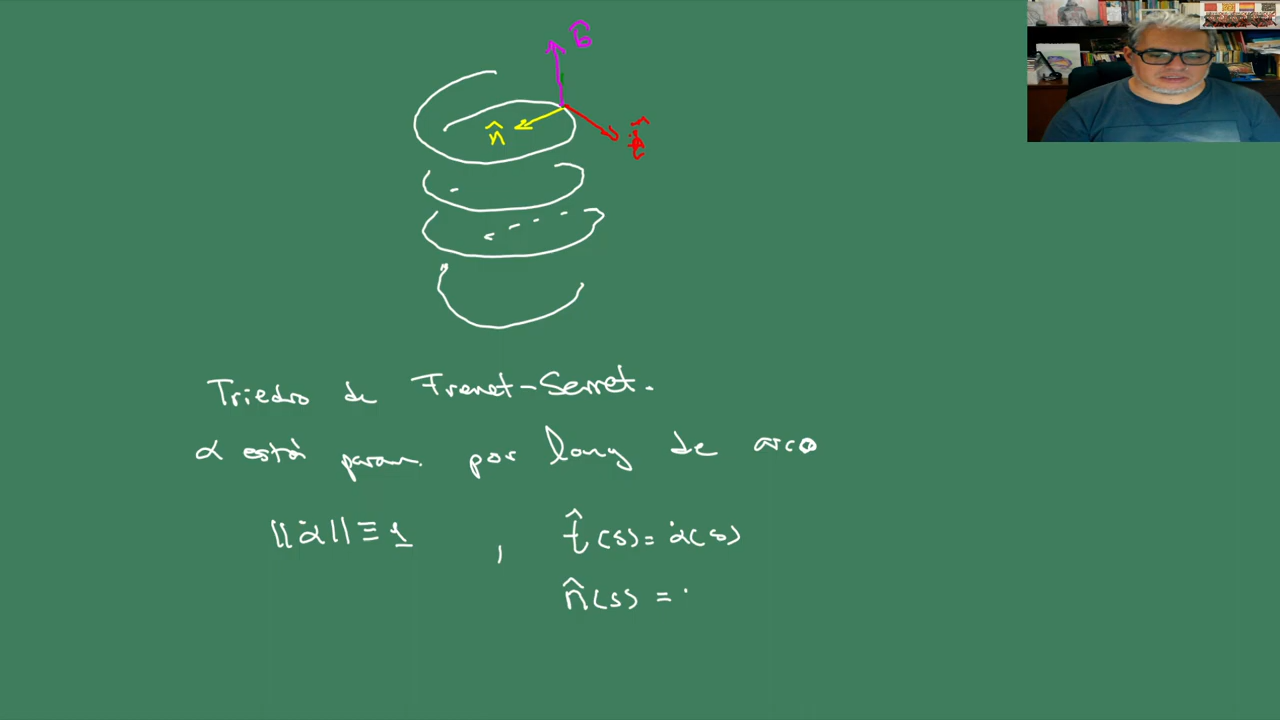 b̂
n̂
t̂
Triedro de Frenet-Serret.
α está param. por long de arco
||α̇|| ≡ 1 , t̂(s) = α̇(s)
n̂(s) =